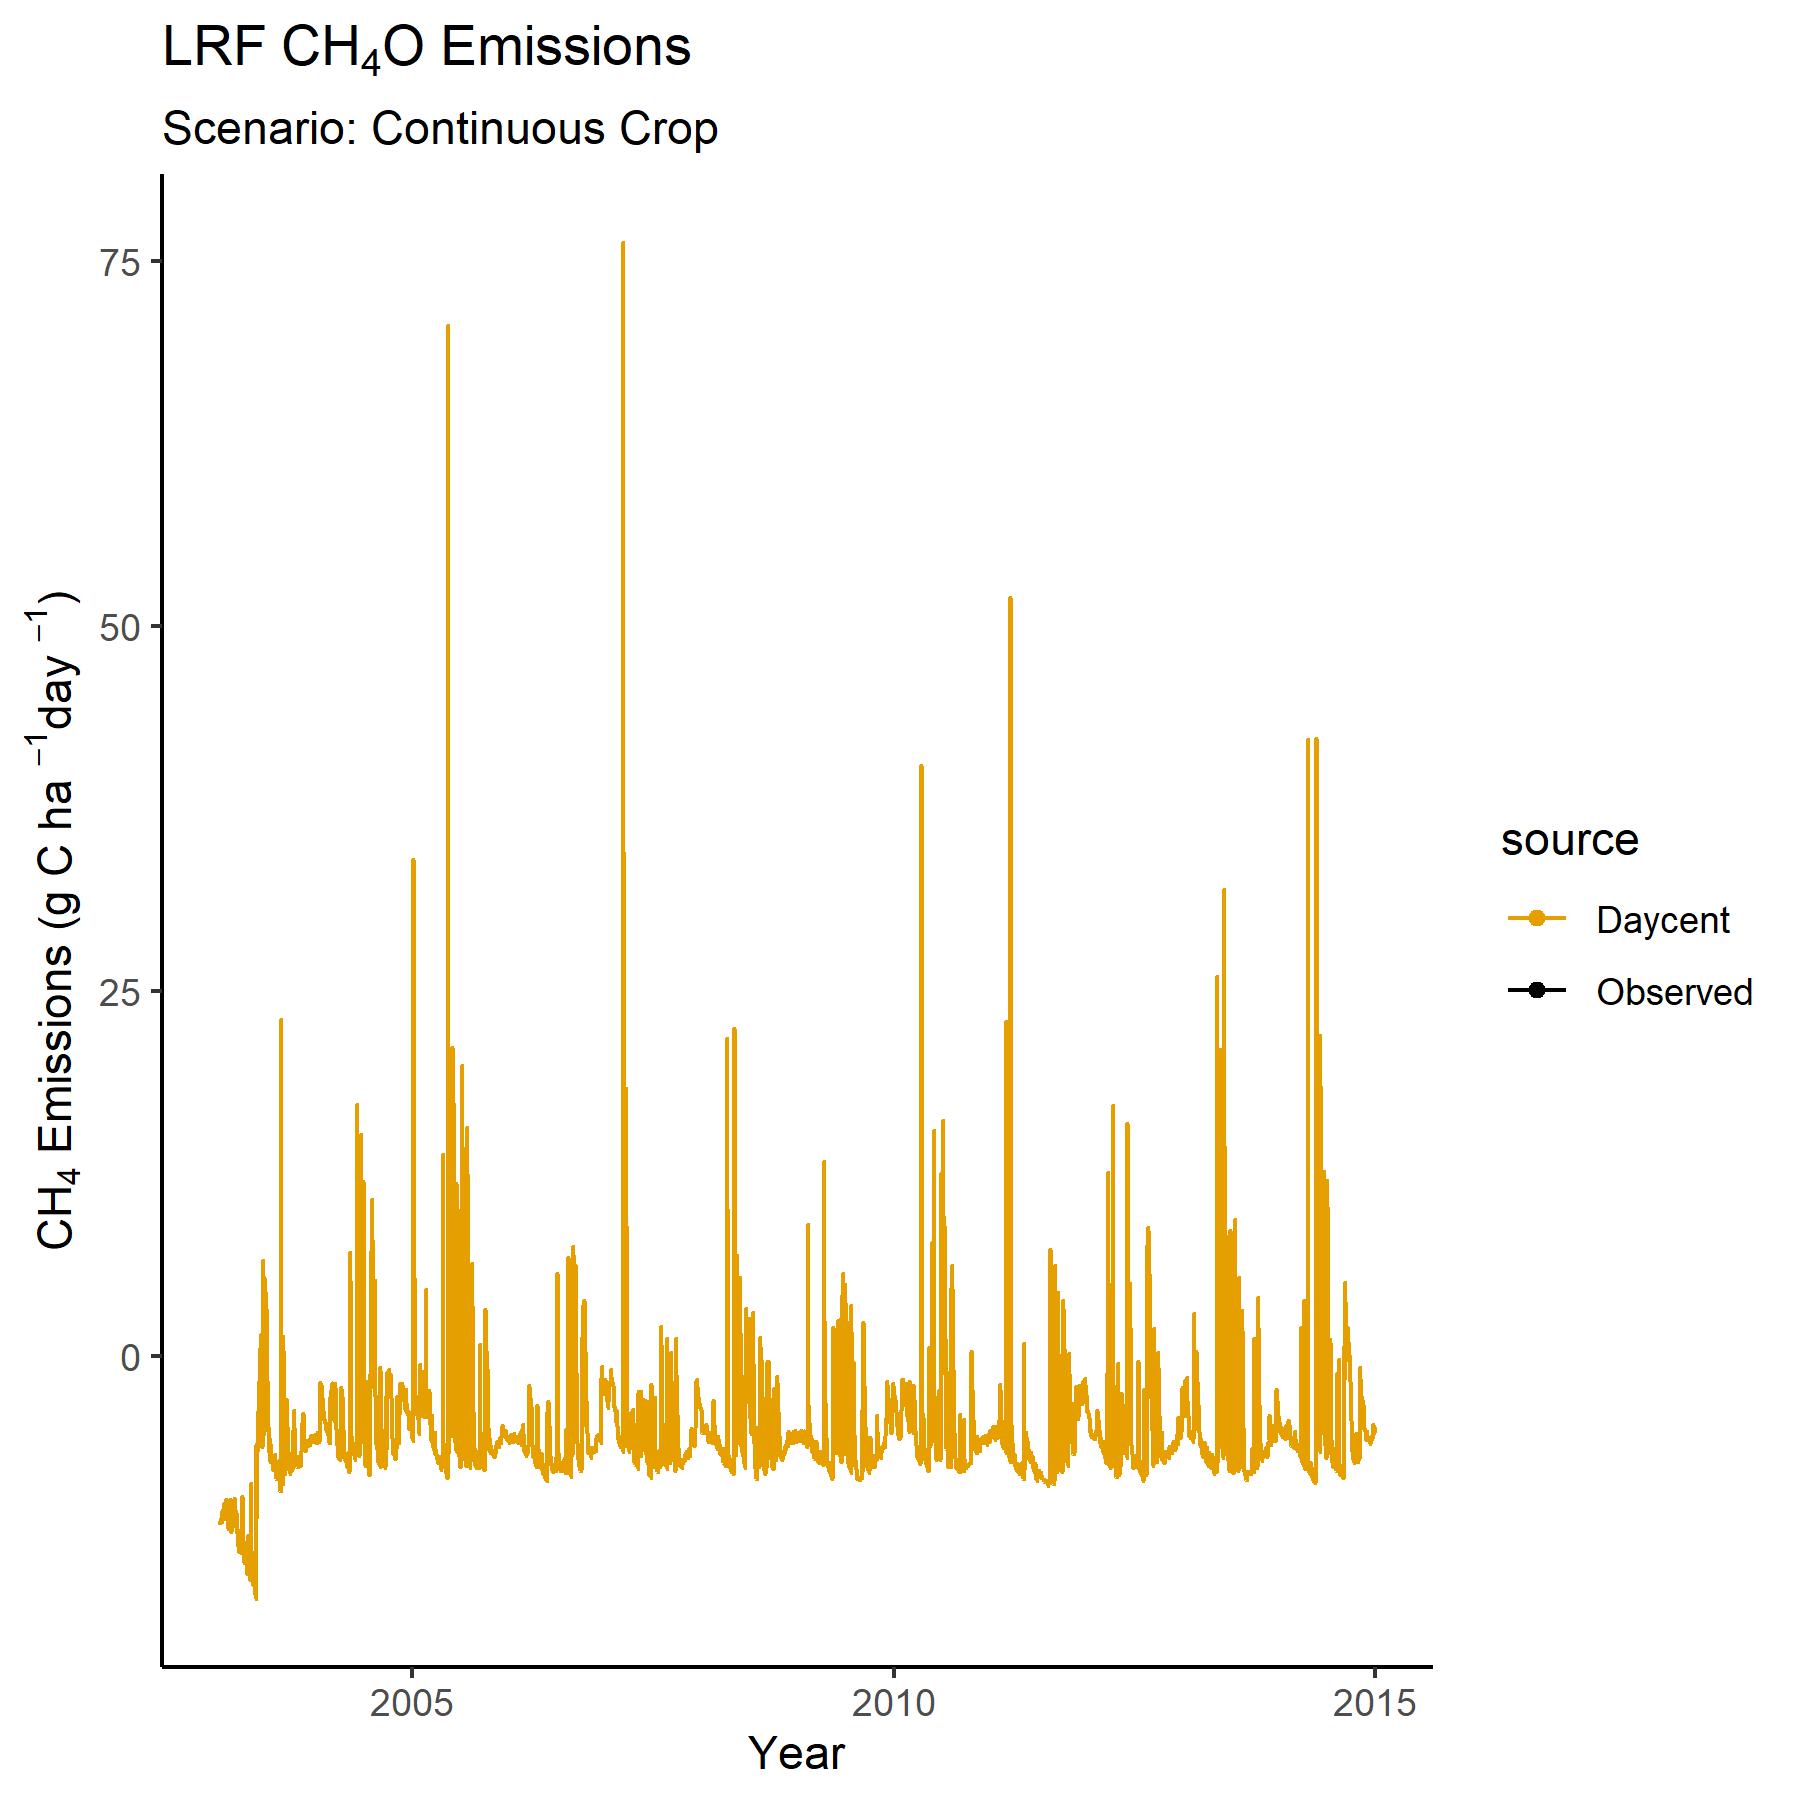 LRF CH₄O Emissions
Scenario: Continuous Crop
CH₄ Emissions (g C ha ⁻¹day ⁻¹)
75
50
25
0
2005 2010 2015
Year
source
Daycent
Observed